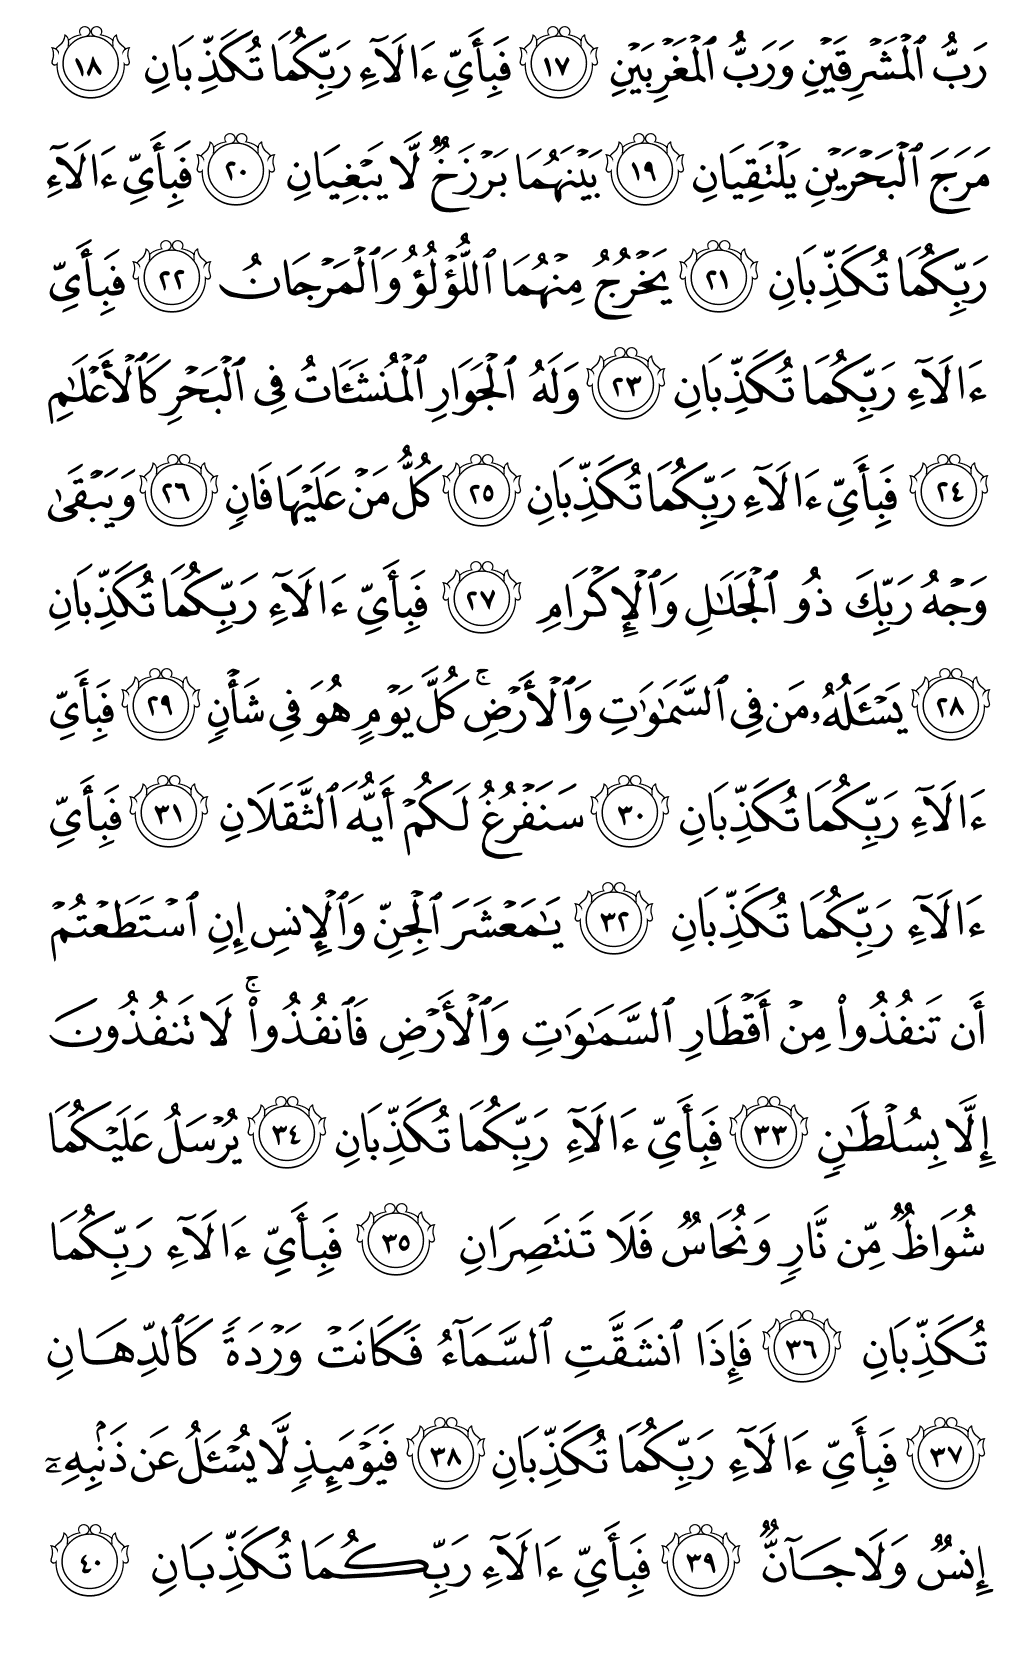 رَبُّ ٱلْمَشْرِقَيْنِ وَرَبُّ ٱلْمَغْرِبَيْنِ ١٧ فَبِأَىِّ ءَالَآءِ رَبِّكُمَا تُكَذِّبَانِ ١٨
مَرَجَ ٱلْبَحْرَيْنِ يَلْتَقِيَانِ ١٩ بَيْنَهُمَا بَرْزَخٌ لَّا يَبْغِيَانِ ٢٠ فَبِأَىِّ ءَالَآءِ
رَبِّكُمَا تُكَذِّبَانِ ٢١ يَخْرُجُ مِنْهُمَا ٱللُّؤْلُؤُ وَٱلْمَرْجَانُ ٢٢ فَبِأَىِّ
ءَالَآءِ رَبِّكُمَا تُكَذِّبَانِ ٢٣ وَلَهُ ٱلْجَوَارِ ٱلْمُنشَـَٔاتُ فِى ٱلْبَحْرِ كَٱلْأَعْلَٰمِ
٢٤ فَبِأَىِّ ءَالَآءِ رَبِّكُمَا تُكَذِّبَانِ ٢٥ كُلُّ مَنْ عَلَيْهَا فَانٍ ٢٦ وَيَبْقَىٰ
وَجْهُ رَبِّكَ ذُو ٱلْجَلَٰلِ وَٱلْإِكْرَامِ ٢٧ فَبِأَىِّ ءَالَآءِ رَبِّكُمَا تُكَذِّبَانِ
٢٨ يَسْـَٔلُهُۥ مَن فِى ٱلسَّمَٰوَٰتِ وَٱلْأَرْضِ ۚ كُلَّ يَوْمٍ هُوَ فِى شَأْنٍ ٢٩ فَبِأَىِّ
ءَالَآءِ رَبِّكُمَا تُكَذِّبَانِ ٣٠ سَنَفْرُغُ لَكُمْ أَيُّهَ ٱلثَّقَلَانِ ٣١ فَبِأَىِّ
ءَالَآءِ رَبِّكُمَا تُكَذِّبَانِ ٣٢ يَٰمَعْشَرَ ٱلْجِنِّ وَٱلْإِنسِ إِنِ ٱسْتَطَعْتُمْ
أَن تَنفُذُوا۟ مِنْ أَقْطَارِ ٱلسَّمَٰوَٰتِ وَٱلْأَرْضِ فَٱنفُذُوا۟ ۚ لَا تَنفُذُونَ
إِلَّا بِسُلْطَٰنٍ ٣٣ فَبِأَىِّ ءَالَآءِ رَبِّكُمَا تُكَذِّبَانِ ٣٤ يُرْسَلُ عَلَيْكُمَا
شُوَاظٌ مِّن نَّارٍ وَنُحَاسٌ فَلَا تَنتَصِرَانِ ٣٥ فَبِأَىِّ ءَالَآءِ رَبِّكُمَا
تُكَذِّبَانِ ٣٦ فَإِذَا ٱنشَقَّتِ ٱلسَّمَآءُ فَكَانَتْ وَرْدَةً كَٱلدِّهَانِ
٣٧ فَبِأَىِّ ءَالَآءِ رَبِّكُمَا تُكَذِّبَانِ ٣٨ فَيَوْمَئِذٍ لَّا يُسْـَٔلُ عَن ذَنۢبِهِۦٓ
إِنسٌ وَلَا جَآنٌّ ٣٩ فَبِأَىِّ ءَالَآءِ رَبِّكُمَا تُكَذِّبَانِ ٤٠